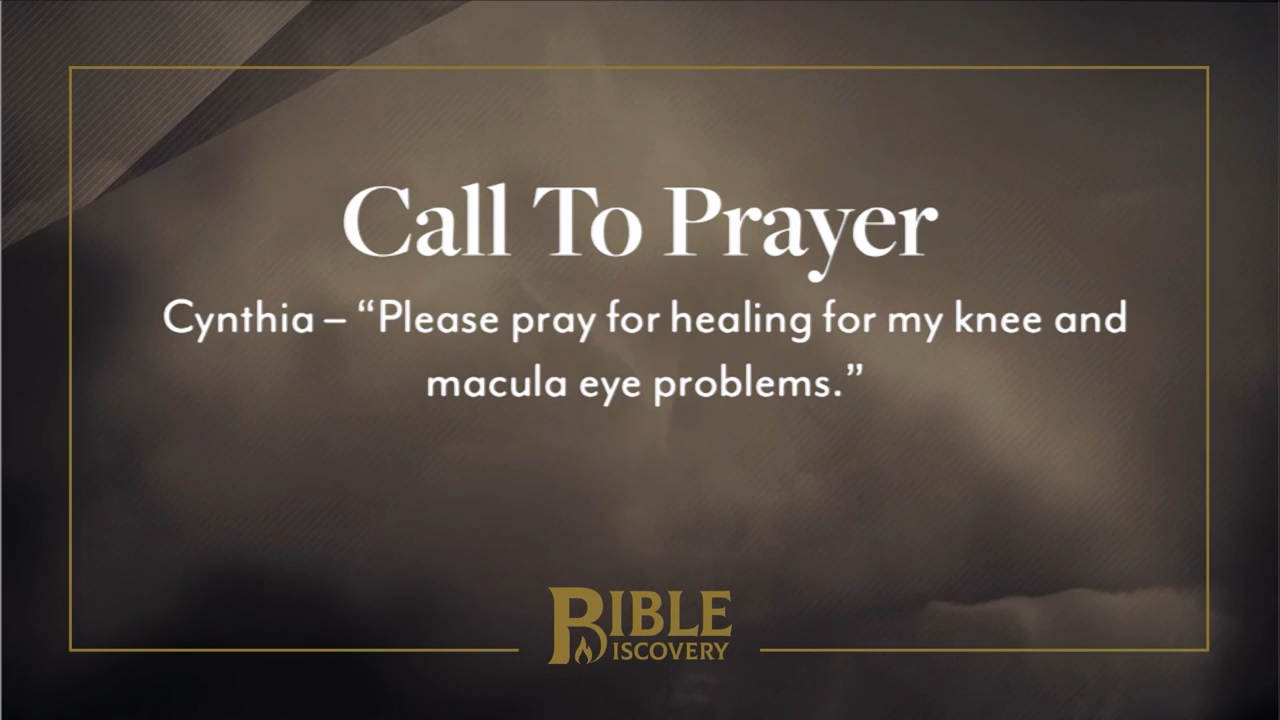 Call To Prayer
Cynthia – “Please pray for healing for my knee and
macula eye problems.”
BIBLE
DISCOVERY